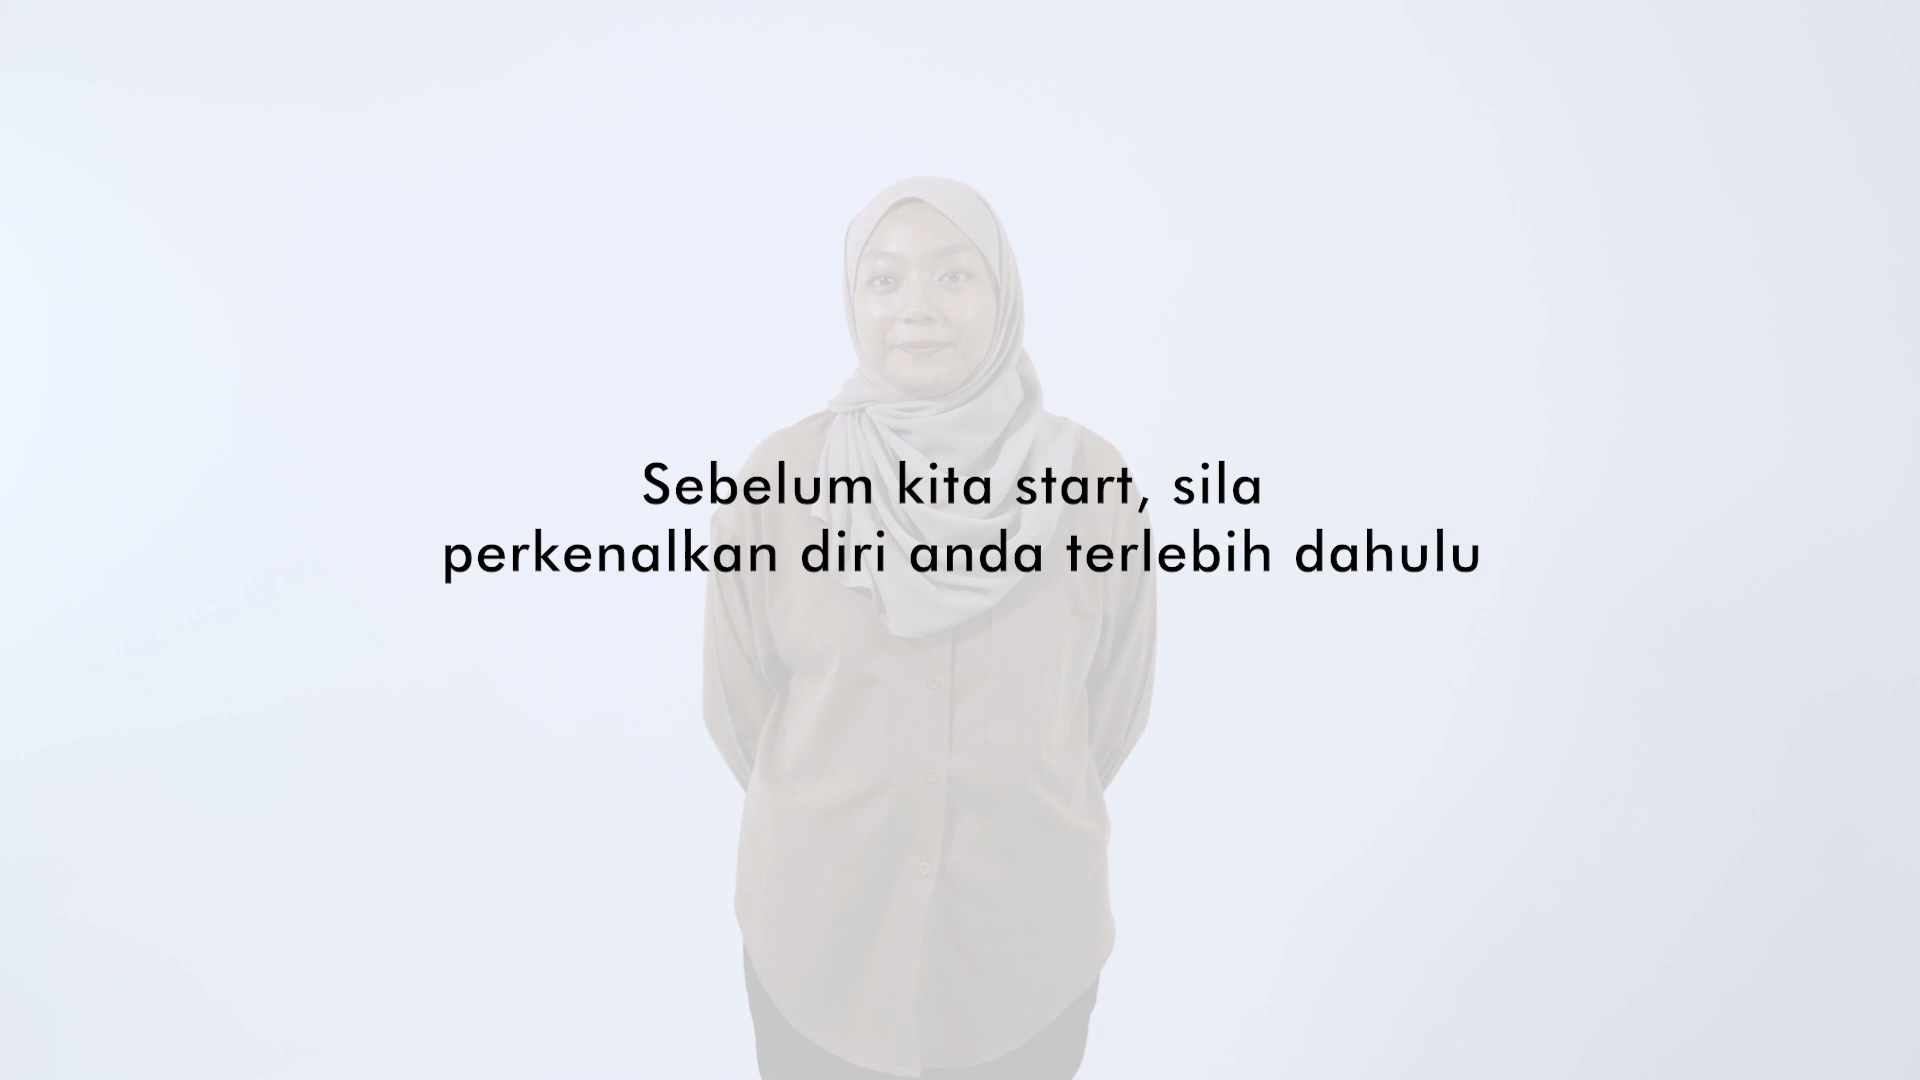 Sebelum kita start, sila
perkenalkan diri anda terlebih dahulu